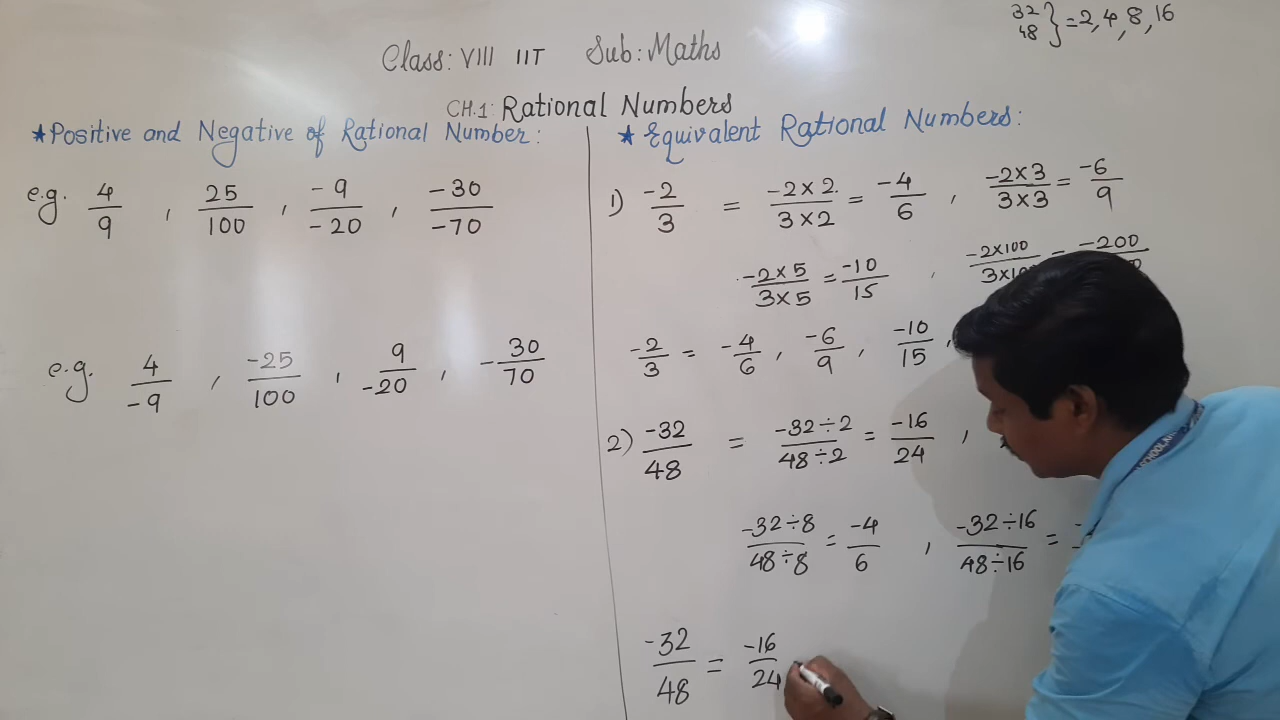 32
48 } = 2, 4, 8, 16
Class: VIII IIT Sub: Maths
CH.1: Rational Numbers
★ Positive and Negative of Rational Number:
e.g. 4/9 , 25/100 , -9/-20 , -30/-70
e.g. 4/-9 , -25/100 , 9/-20 , -30/70
★ Equivalent Rational Numbers:
1) -2/3 = -2×2/3×2 = -4/6 , -2×3/3×3 = -6/9
-2×5/3×5 = -10/15 , -2×100 = -200
-2/3 = -4/6 , -6/9 , -10/15 ,
2) -32/48 = -32÷2/48÷2 = -16/24 ,
-32÷8/48÷8 = -4/6 , -32÷16/48÷16 =
-32/48 = -16/24